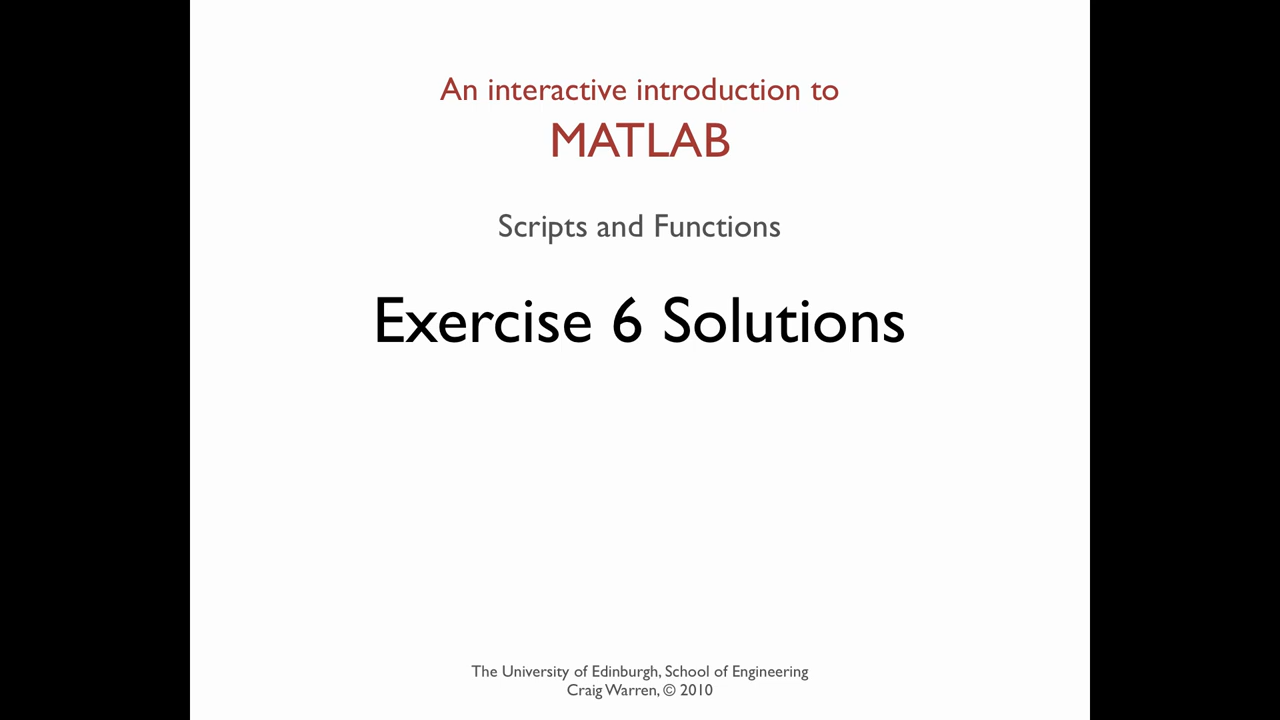 An interactive introduction to
MATLAB
Scripts and Functions
Exercise 6 Solutions
The University of Edinburgh, School of Engineering
Craig Warren, © 2010